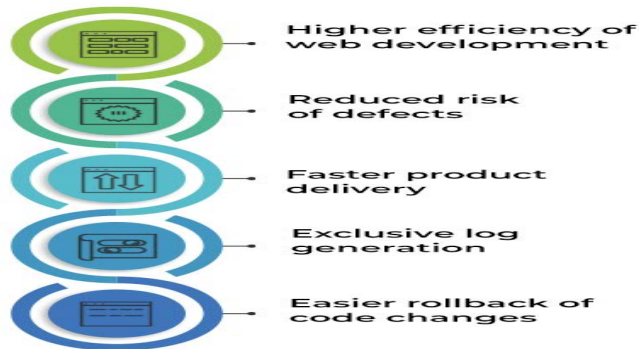 Higher efficiency of
web development
Reduced risk
of defects
Faster product
delivery
Exclusive log
generation
Easier rollback of
code changes